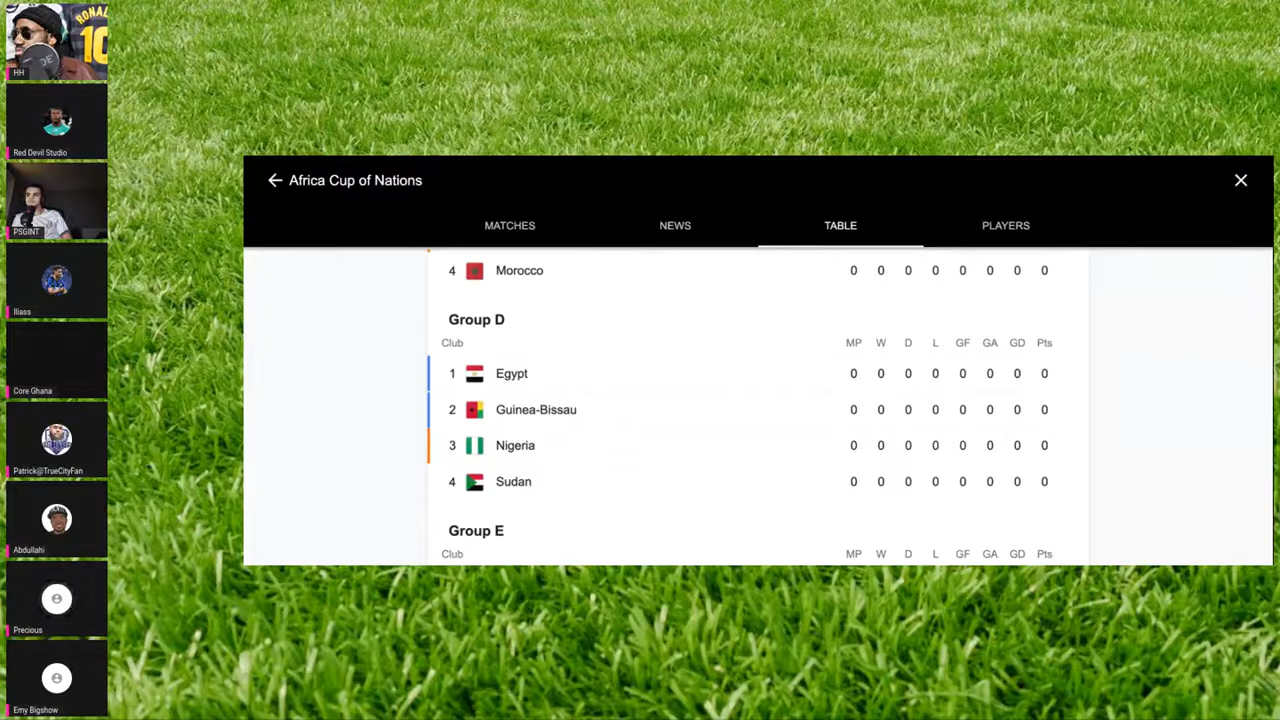 RONAL
10
HH
Red Devil Studio
PSGINT
Iliass
Core Ghana
Patrick@TrueCityFan
Abdullahi
Precious
Emy Bigshow
Africa Cup of Nations
MATCHES NEWS TABLE PLAYERS
4 Morocco 0 0 0 0 0 0 0 0
Group D
Club MP W D L GF GA GD Pts
1 Egypt 0 0 0 0 0 0 0 0
2 Guinea-Bissau 0 0 0 0 0 0 0 0
3 Nigeria 0 0 0 0 0 0 0 0
4 Sudan 0 0 0 0 0 0 0 0
Group E
Club MP W D L GF GA GD Pts